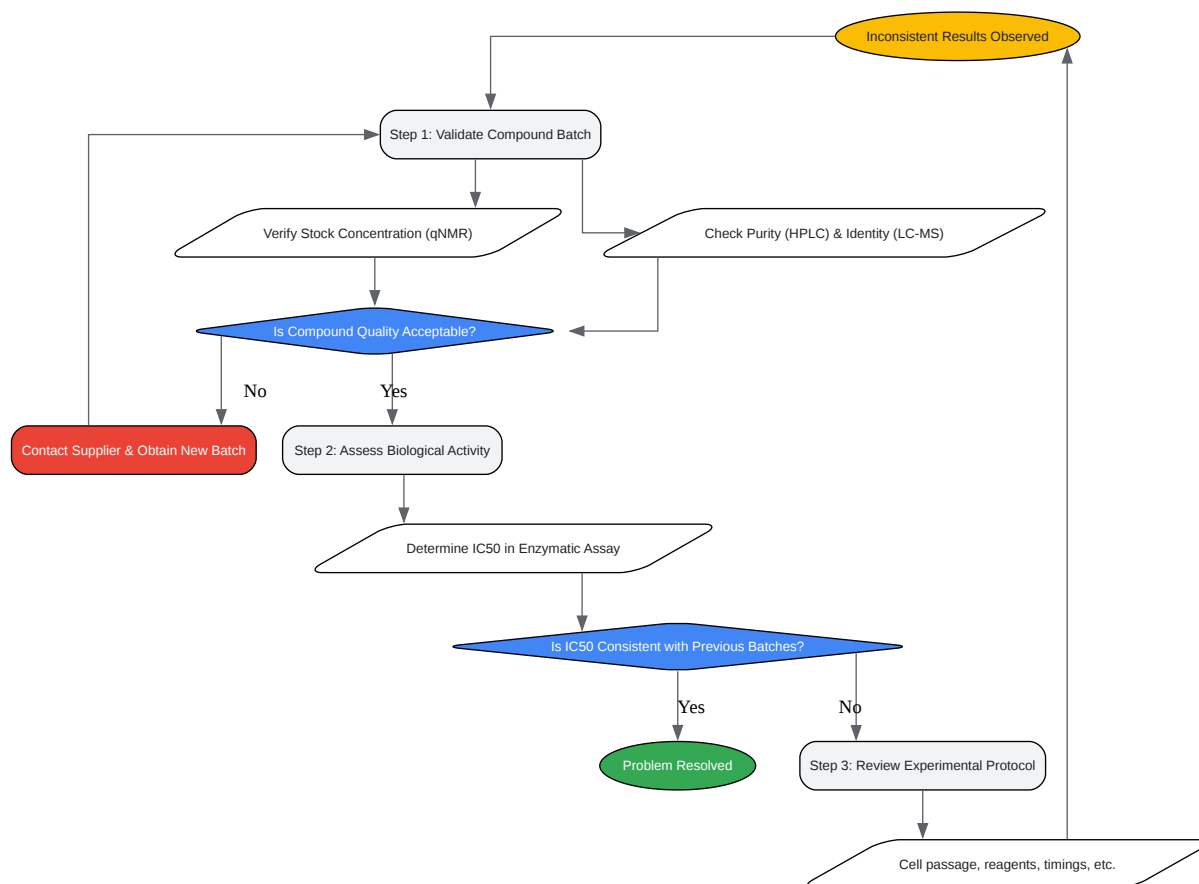 Inconsistent Results Observed
Step 1: Validate Compound Batch
Verify Stock Concentration (qNMR)
Check Purity (HPLC) & Identity (LC-MS)
Is Compound Quality Acceptable?
No
Yes
Contact Supplier & Obtain New Batch
Step 2: Assess Biological Activity
Determine IC50 in Enzymatic Assay
Is IC50 Consistent with Previous Batches?
Yes
No
Problem Resolved
Step 3: Review Experimental Protocol
Cell passage, reagents, timings, etc.